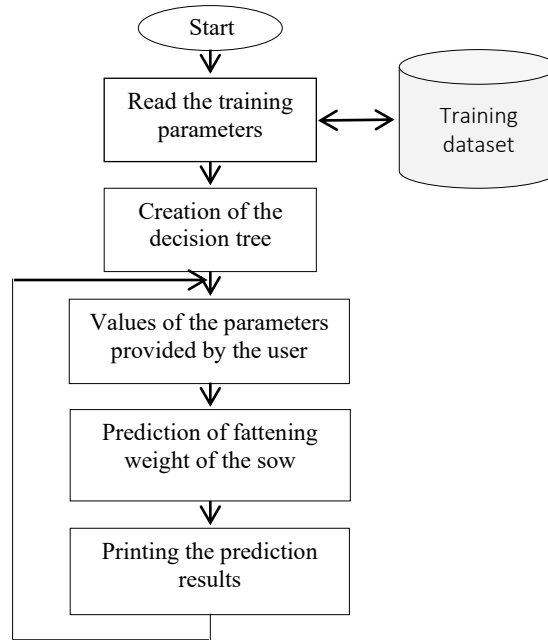 Start
Read the training
parameters
Training
dataset
Creation of the
decision tree
Values of the parameters
provided by the user
Prediction of fattening
weight of the sow
Printing the prediction
results